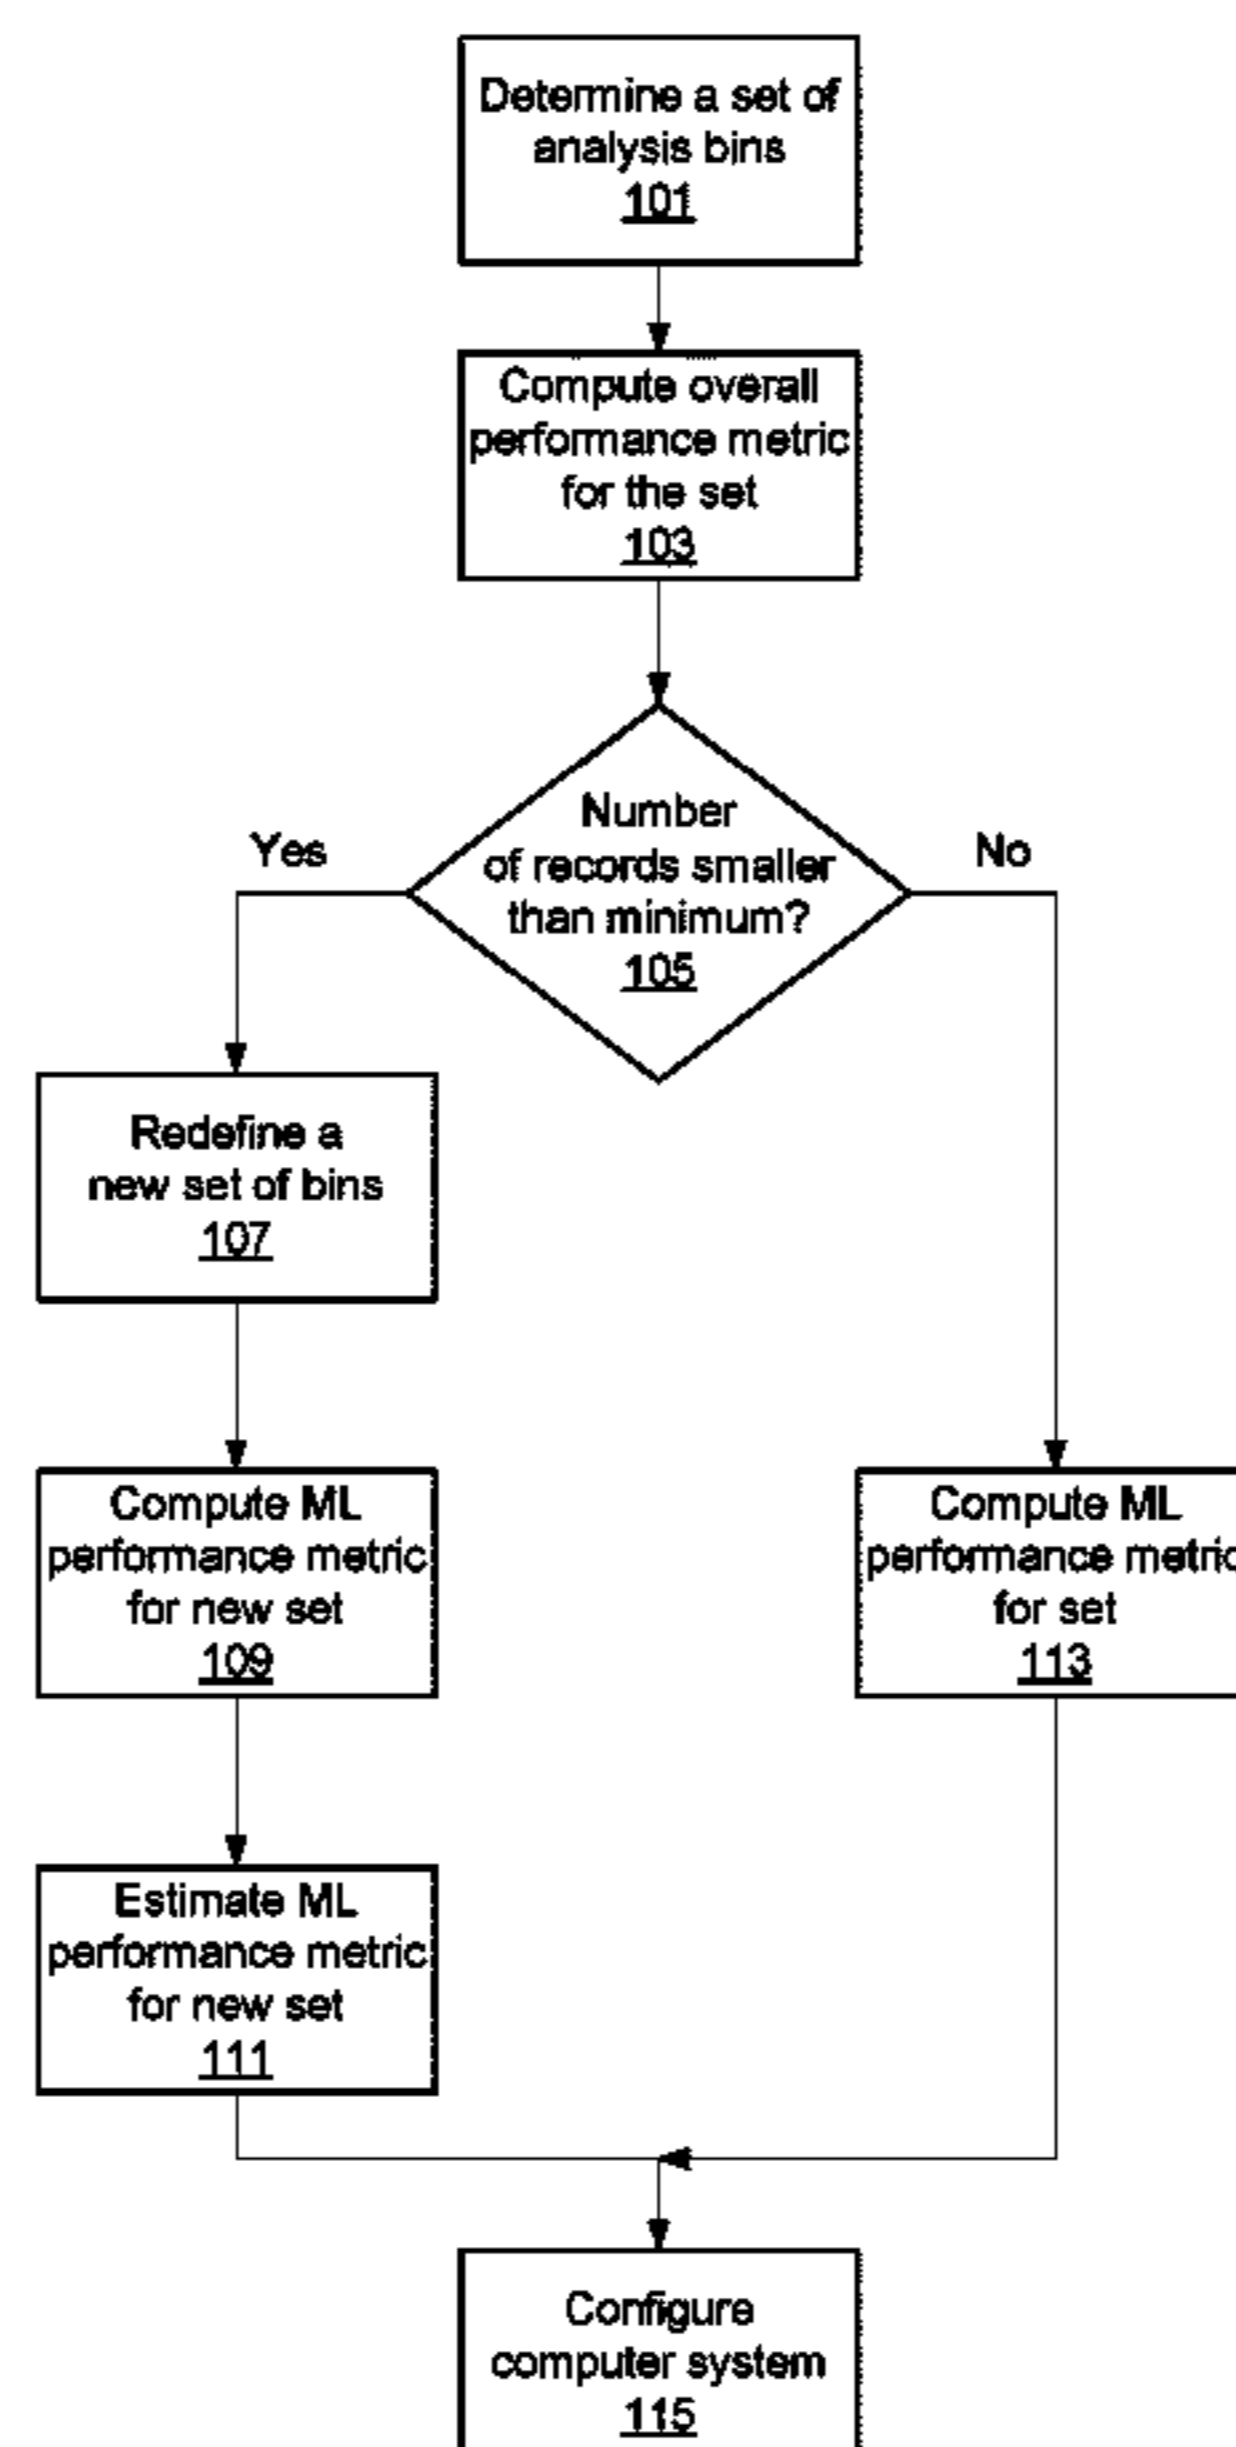 Determine a set of
analysis bins
101
Compute overall
performance metric
for the set
103
Number
of records smaller
than minimum?
105
Yes
No
Redefine a
new set of bins
107
Compute ML
performance metric
for new set
109
Compute ML
performance metric
for set
113
Estimate ML
performance metric
for new set
111
Configure
computer system
115